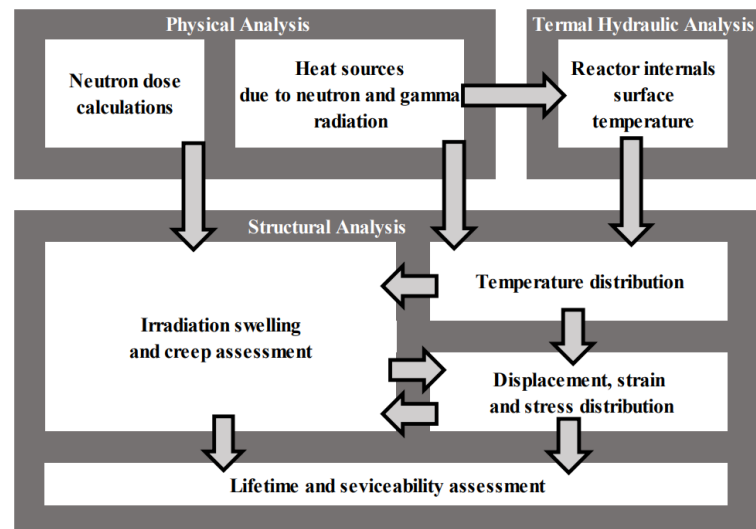 Physical Analysis
Neutron dose
calculations
Heat sources
due to neutron and gamma
radiation
Termal Hydraulic Analysis
Reactor internals
surface
temperature
Structural Analysis
Irradiation swelling
and creep assessment
Temperature distribution
Displacement, strain
and stress distribution
Lifetime and seviceability assessment